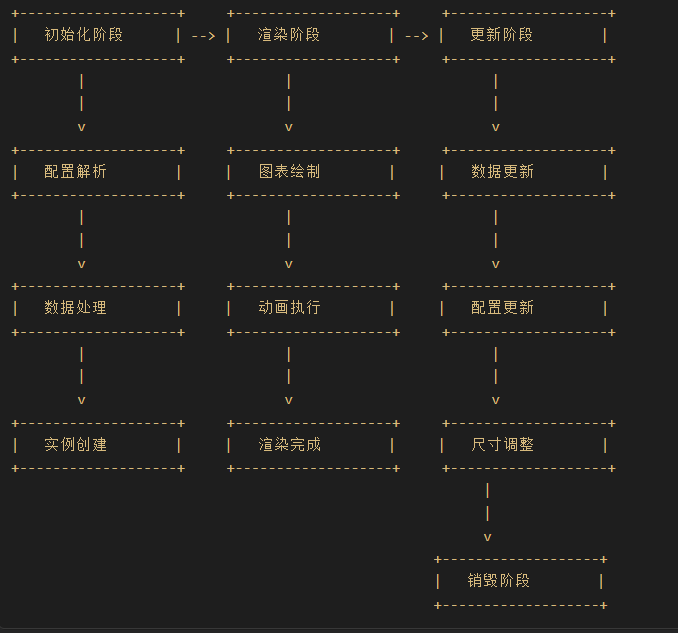 +------------------+     +------------------+     +------------------+
|   初始化阶段      | --> |   渲染阶段        | --> |   更新阶段        |
+------------------+     +------------------+     +------------------+
        |                       |                         |
        |                       |                         |
        v                       v                         v
+------------------+     +------------------+     +------------------+
|   配置解析        |     |   图表绘制        |     |   数据更新        |
+------------------+     +------------------+     +------------------+
        |                       |                         |
        |                       |                         |
        v                       v                         v
+------------------+     +------------------+     +------------------+
|   数据处理        |     |   动画执行        |     |   配置更新        |
+------------------+     +------------------+     +------------------+
        |                       |                         |
        |                       |                         |
        v                       v                         v
+------------------+     +------------------+     +------------------+
|   实例创建        |     |   渲染完成        |     |   尺寸调整        |
+------------------+     +------------------+     +------------------+
                                                         |
                                                         |
                                                         v
                                                  +------------------+
                                                  |   销毁阶段        |
                                                  +------------------+